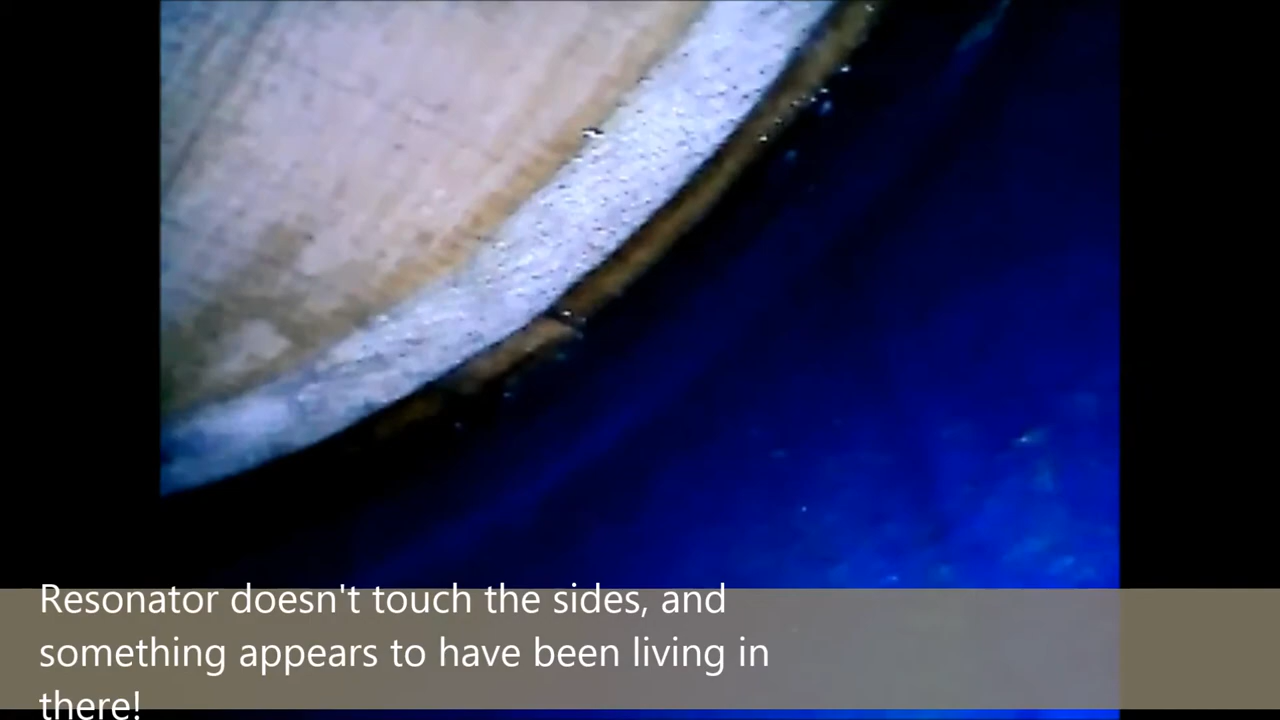 Resonator doesn't touch the sides, and
something appears to have been living in
there!